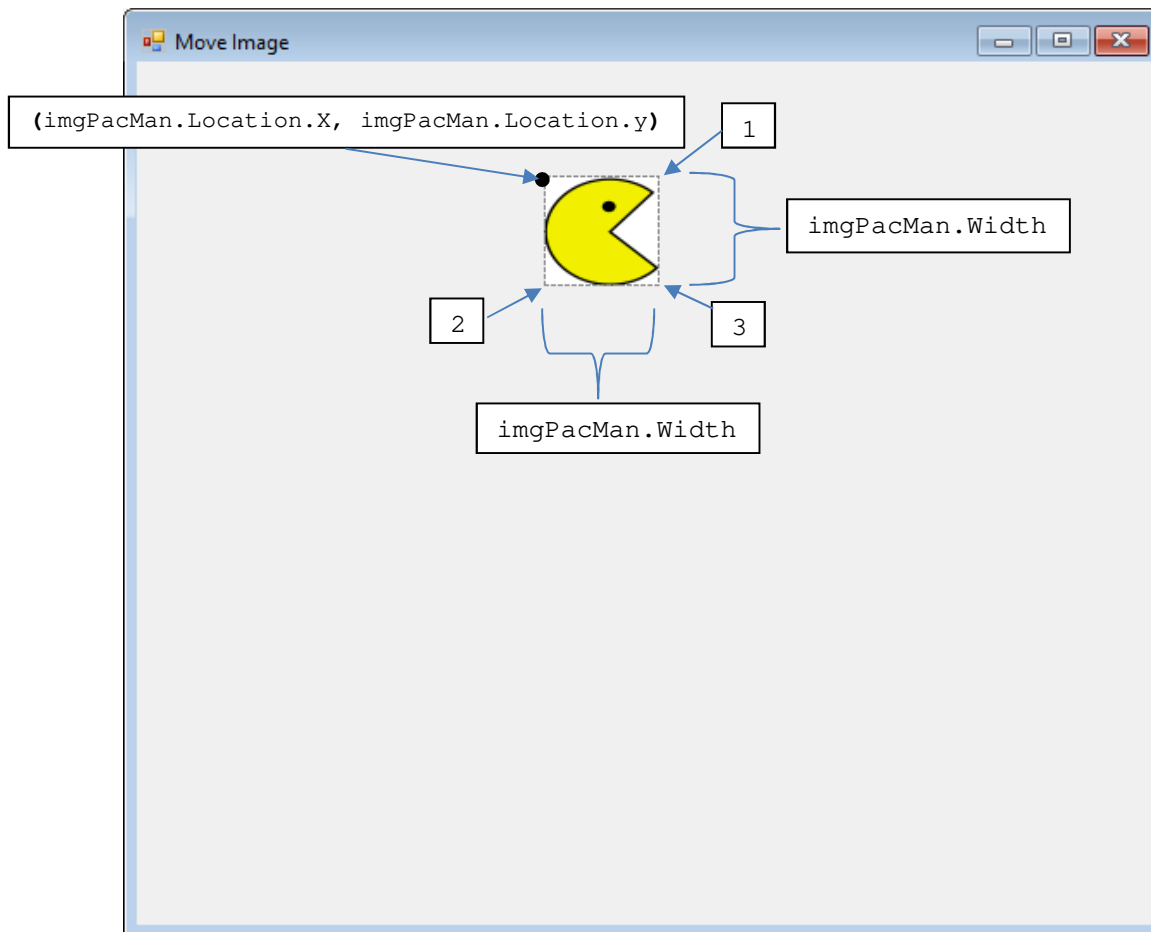 Move Image
(imgPacMan.Location.X, imgPacMan.Location.y)
1
imgPacMan.Width
2
3
imgPacMan.Width